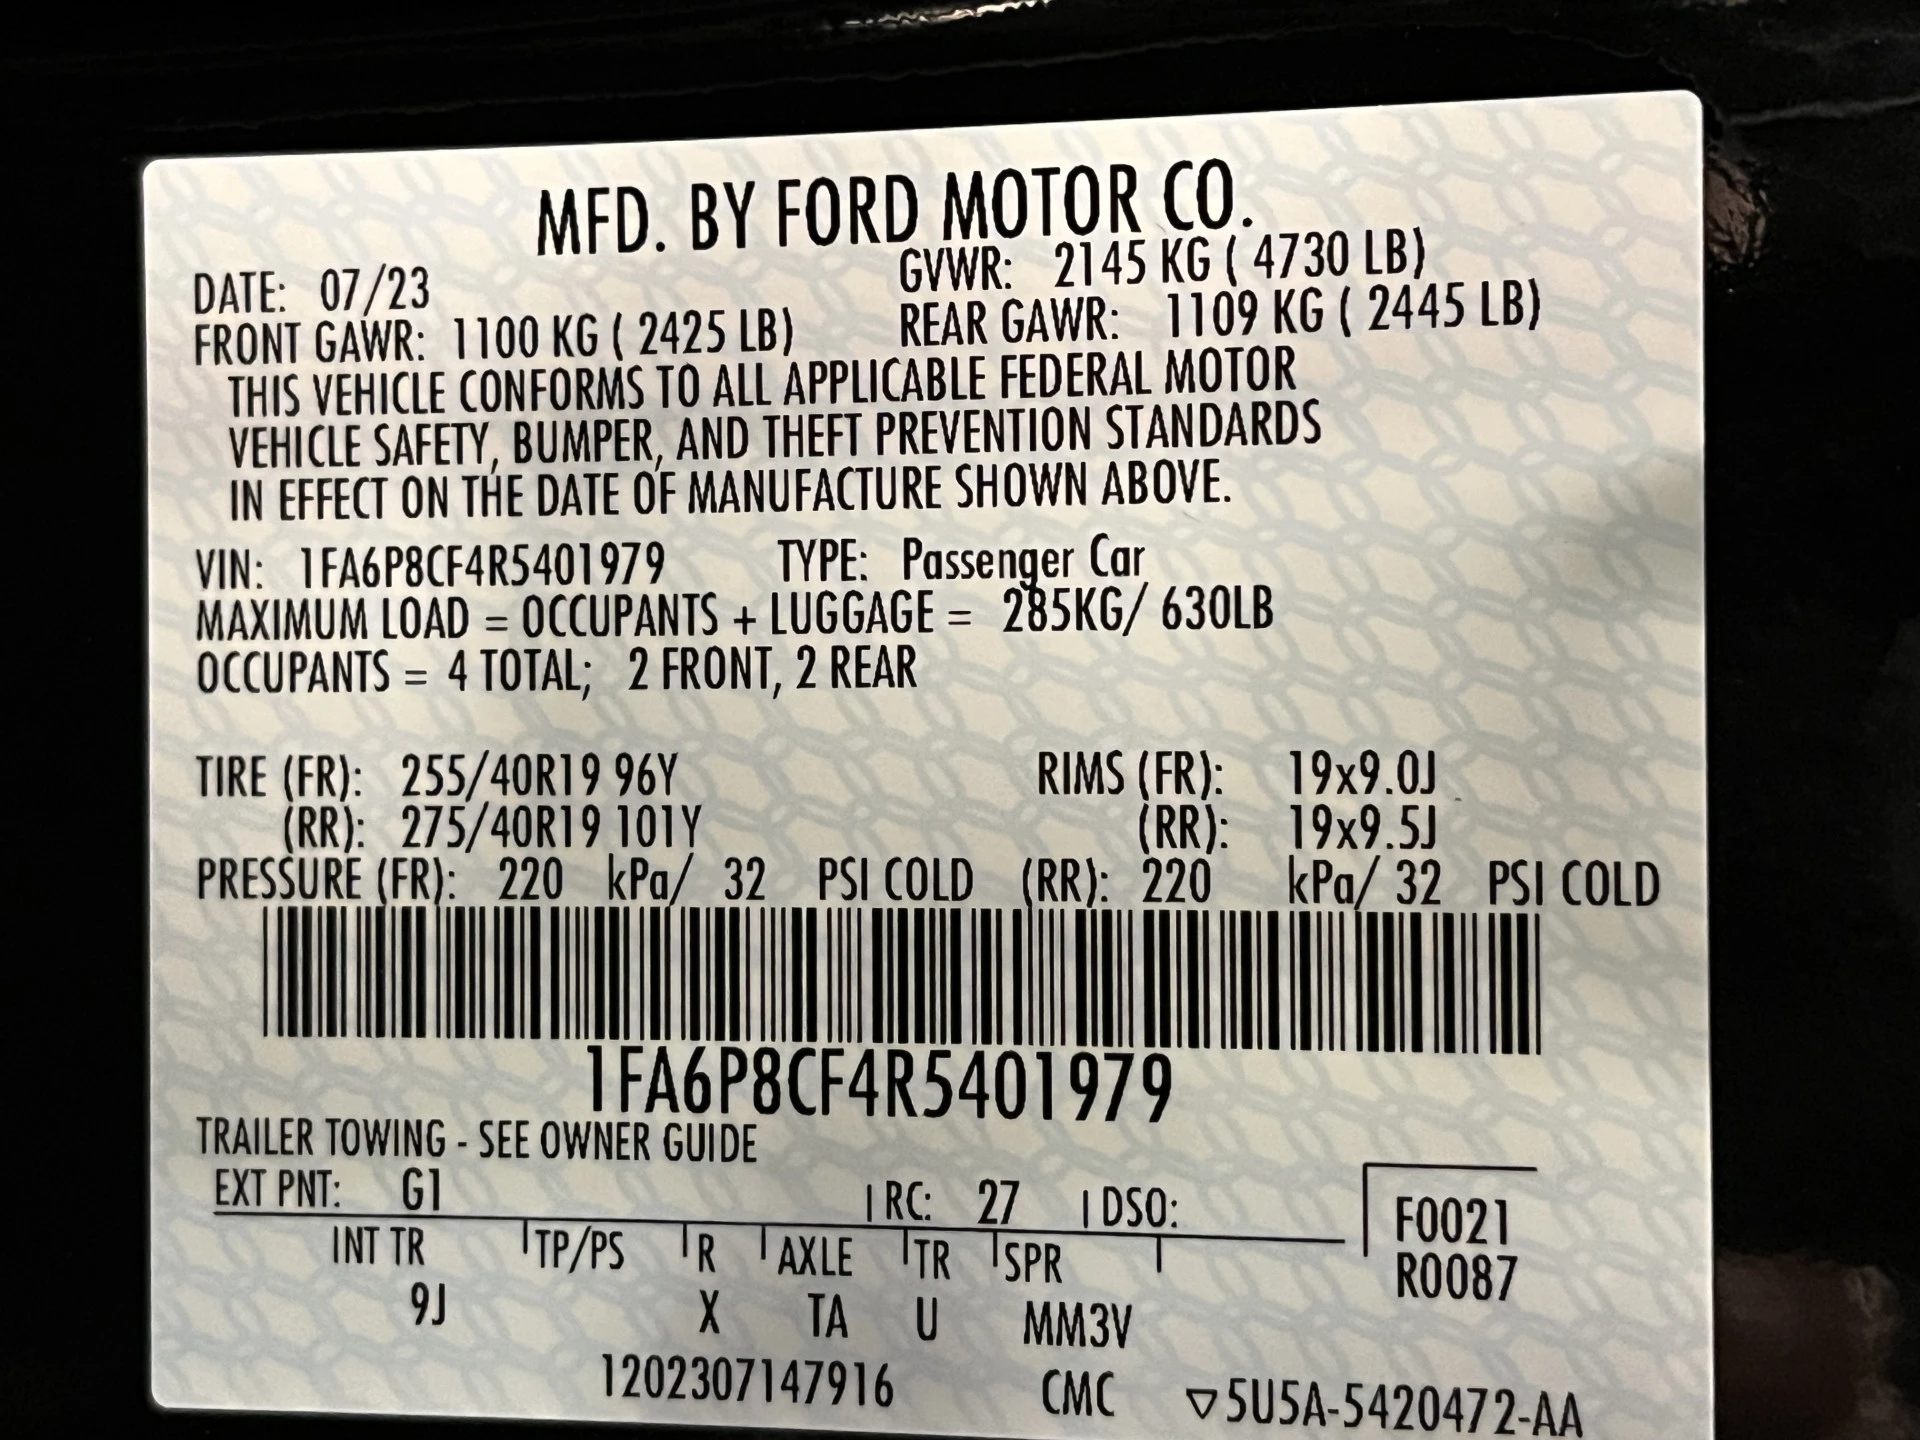 MFD. BY FORD MOTOR CO.
DATE: 07/23 GVWR: 2145 KG ( 4730 LB)
FRONT GAWR: 1100 KG ( 2425 LB) REAR GAWR: 1109 KG ( 2445 LB)
THIS VEHICLE CONFORMS TO ALL APPLICABLE FEDERAL MOTOR
VEHICLE SAFETY, BUMPER, AND THEFT PREVENTION STANDARDS
IN EFFECT ON THE DATE OF MANUFACTURE SHOWN ABOVE.
VIN: 1FA6P8CF4R5401979 TYPE: Passenger Car
MAXIMUM LOAD = OCCUPANTS + LUGGAGE = 285KG/ 630LB
OCCUPANTS = 4 TOTAL; 2 FRONT, 2 REAR
TIRE (FR): 255/40R19 96Y RIMS (FR): 19x9.0J
(RR): 275/40R19 101Y (RR): 19x9.5J
PRESSURE (FR): 220 kPa/ 32 PSI COLD (RR): 220 kPa/ 32 PSI COLD
1FA6P8CF4R5401979
TRAILER TOWING - SEE OWNER GUIDE
EXT PNT: G1 RC: 27 DSO: F0021
INT TR TP/PS R AXLE TR SPR R0087
9J X TA U MM3V
1202307147916 CMC ▽5U5A-5420472-AA